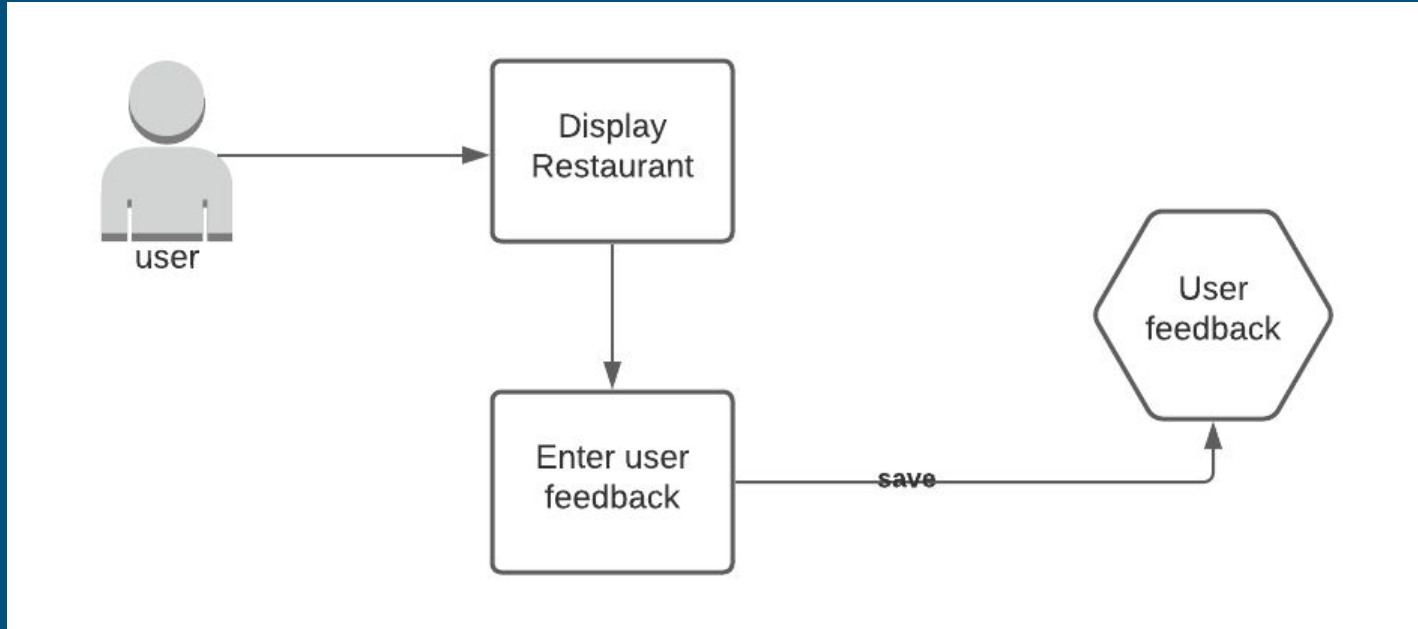 Display
Restaurant
user
User
feedback
Enter user
feedback
save